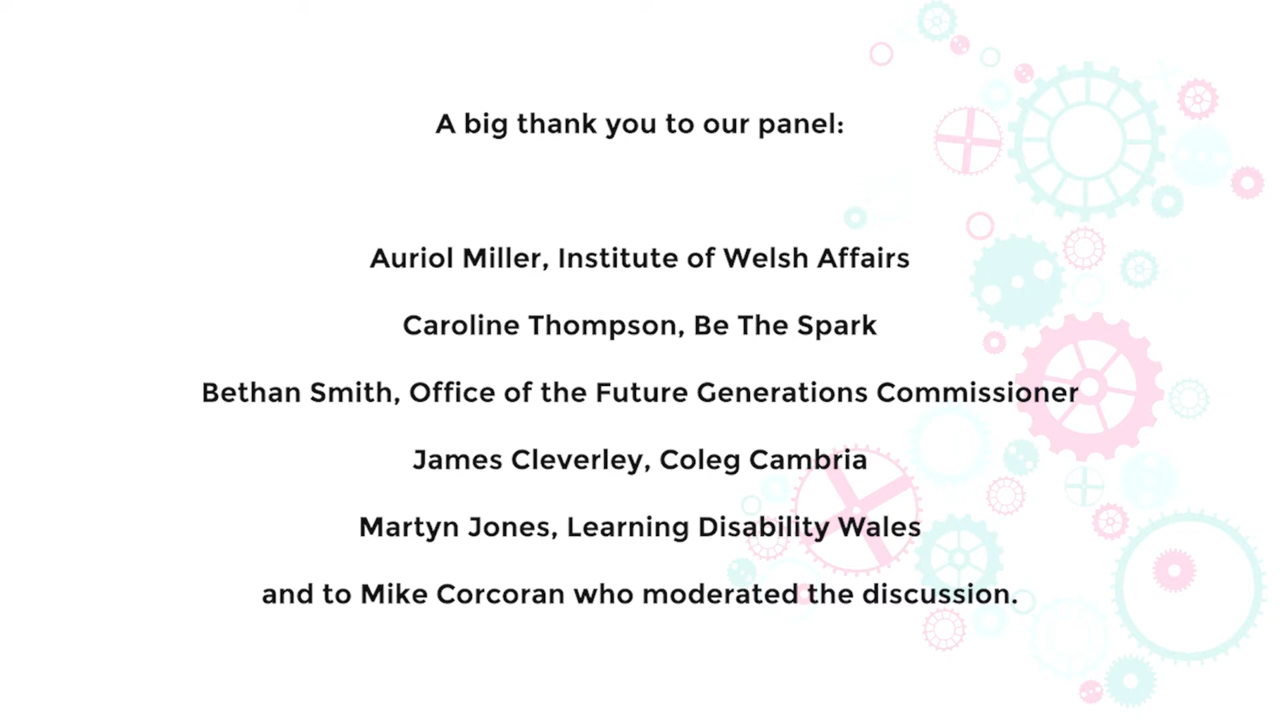 A big thank you to our panel:
Auriol Miller, Institute of Welsh Affairs
Caroline Thompson, Be The Spark
Bethan Smith, Office of the Future Generations Commissioner
James Cleverley, Coleg Cambria
Martyn Jones, Learning Disability Wales
and to Mike Corcoran who moderated the discussion.